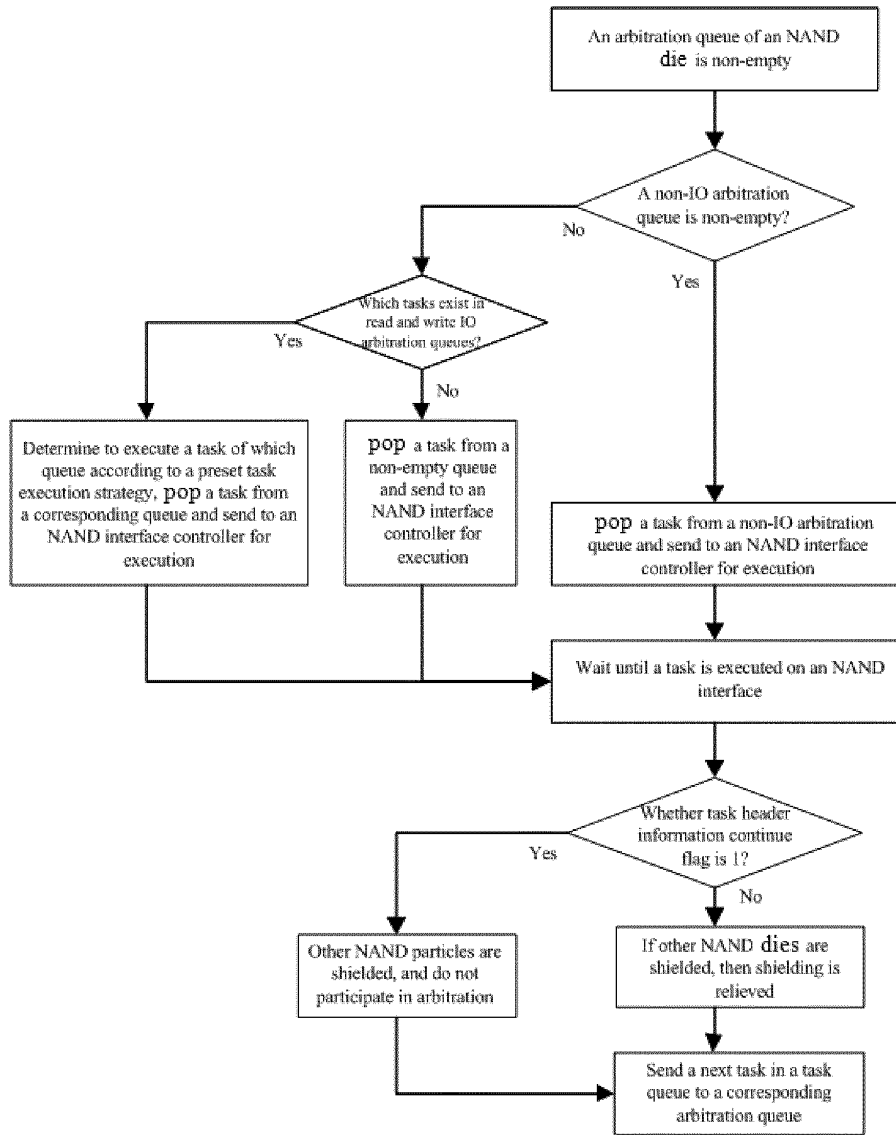 An arbitration queue of an NAND
die is non-empty
A non-IO arbitration
queue is non-empty?
No
Yes
Which tasks exist in
read and write IO
arbitration queues?
Yes
No
Determine to execute a task of which
queue according to a preset task
execution strategy, pop a task from
a corresponding queue and send to an
NAND interface controller for
execution
pop a task from a
non-empty queue
and send to an
NAND interface
controller for
execution
pop a task from a non-IO arbitration
queue and send to an NAND interface
controller for execution
Wait until a task is executed on an NAND
interface
Whether task header
information continue
flag is 1?
Yes
No
Other NAND particles are
shielded, and do not
participate in arbitration
If other NAND dies are
shielded, then shielding is
relieved
Send a next task in a task
queue to a corresponding
arbitration queue